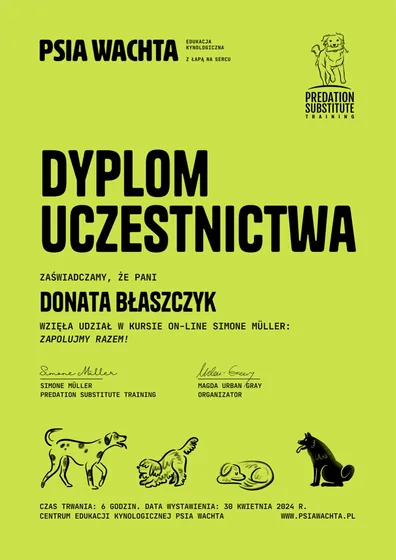 PSIA WACHTA
EDUKACJA
KYNOLOGICZNA
Z ŁAPĄ NA SERCU
PREDATION
SUBSTITUTE
TRAINING
DYPLOM
UCZESTNICTWA
ZAŚWIADCZAMY, ŻE PANI
DONATA BŁASZCZYK
WZIĘŁA UDZIAŁ W KURSIE ON-LINE SIMONE MÜLLER:
ZAPOLUJMY RAZEM!
Simone Müller
SIMONE MÜLLER
PREDATION SUBSTITUTE TRAINING
MAGDA URBAN GRAY
ORGANIZATOR
CZAS TRWANIA: 6 GODZIN. DATA WYSTAWIENIA: 30 KWIETNIA 2024 R.
CENTRUM EDUKACJI KYNOLOGICZNEJ PSIA WACHTA
WWW.PSIAWACHTA.PL